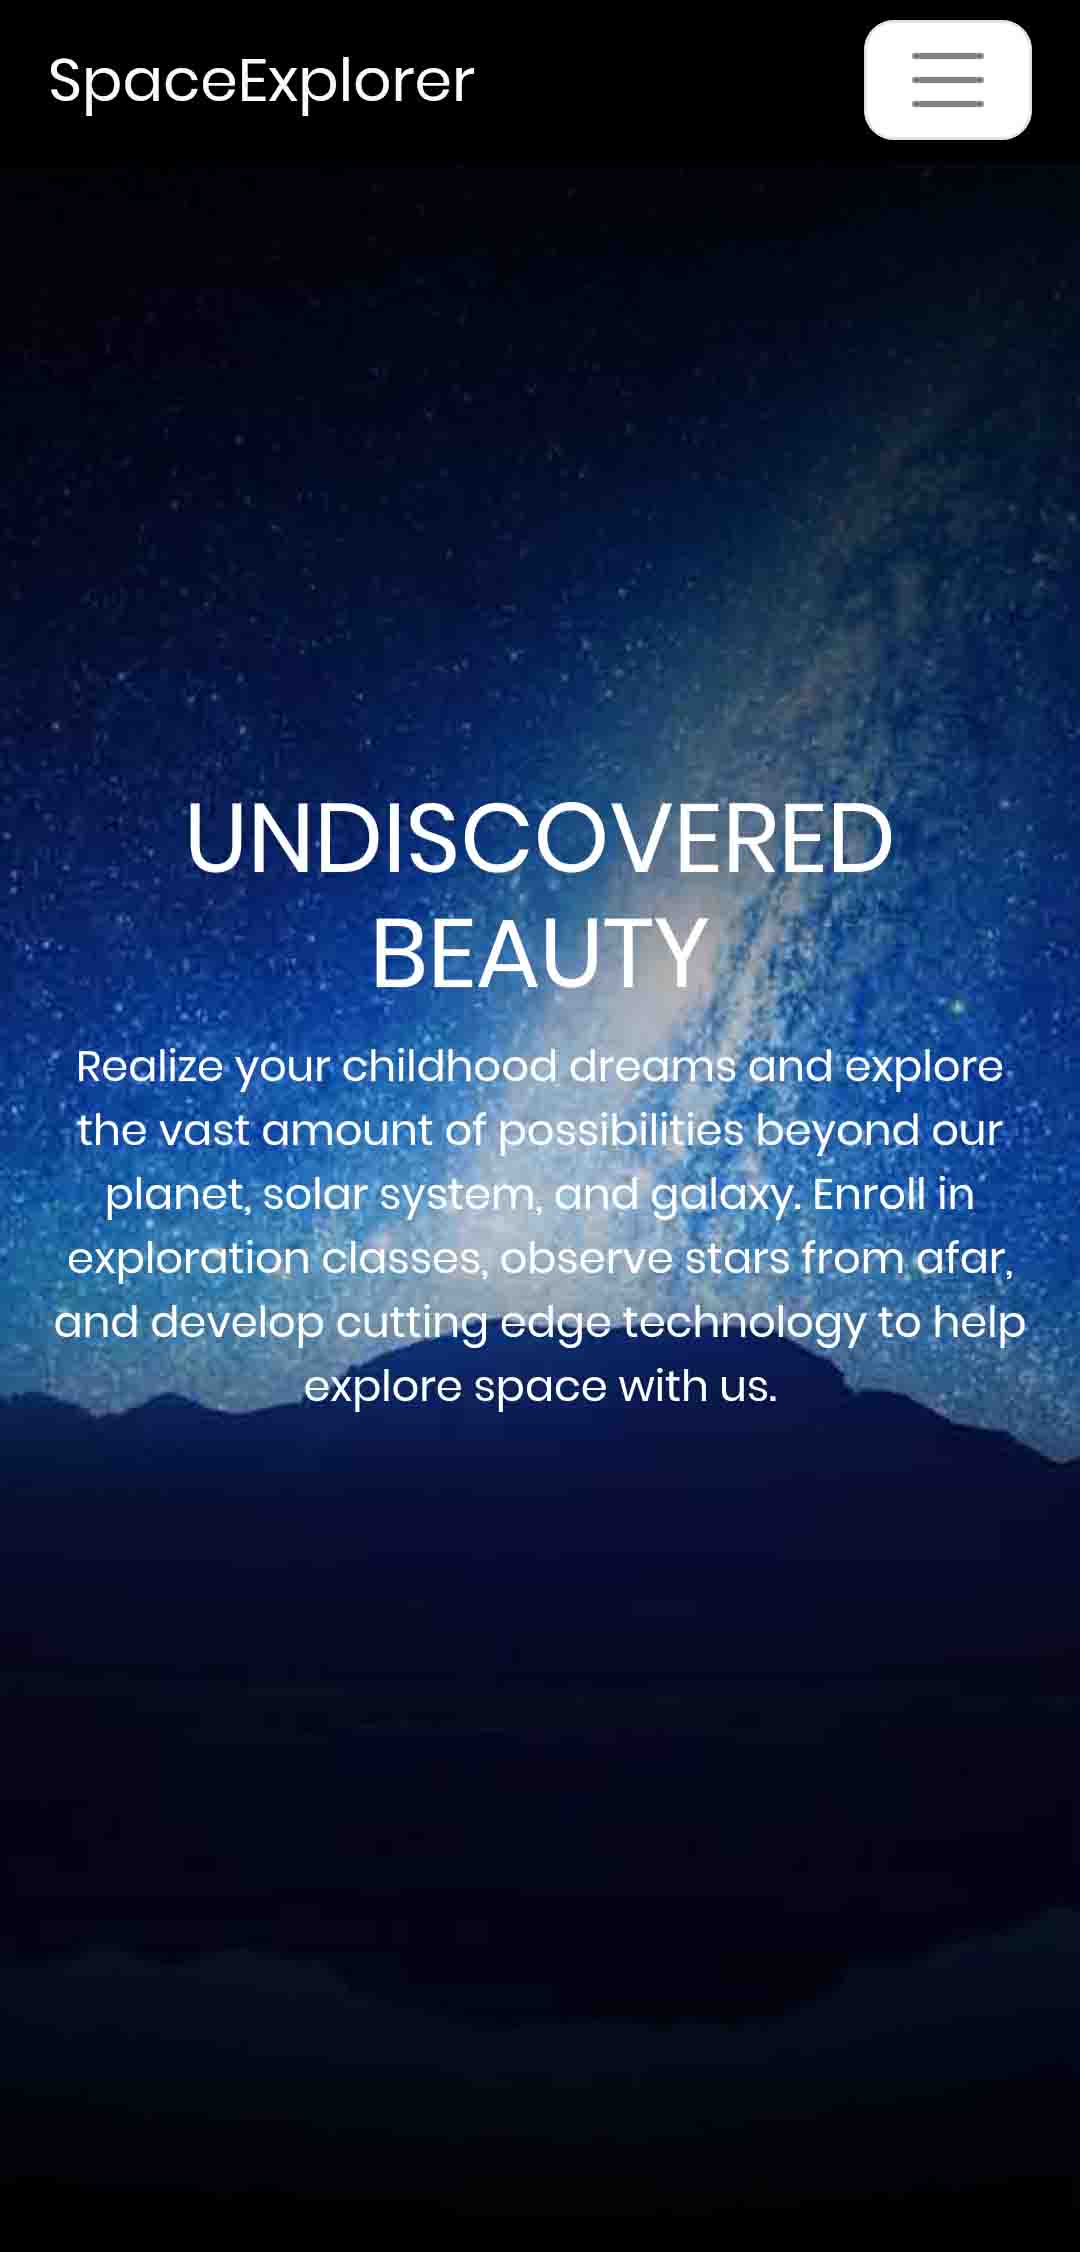 SpaceExplorer
UNDISCOVERED
BEAUTY
Realize your childhood dreams and explore
the vast amount of possibilities beyond our
planet, solar system, and galaxy. Enroll in
exploration classes, observe stars from afar,
and develop cutting edge technology to help
explore space with us.